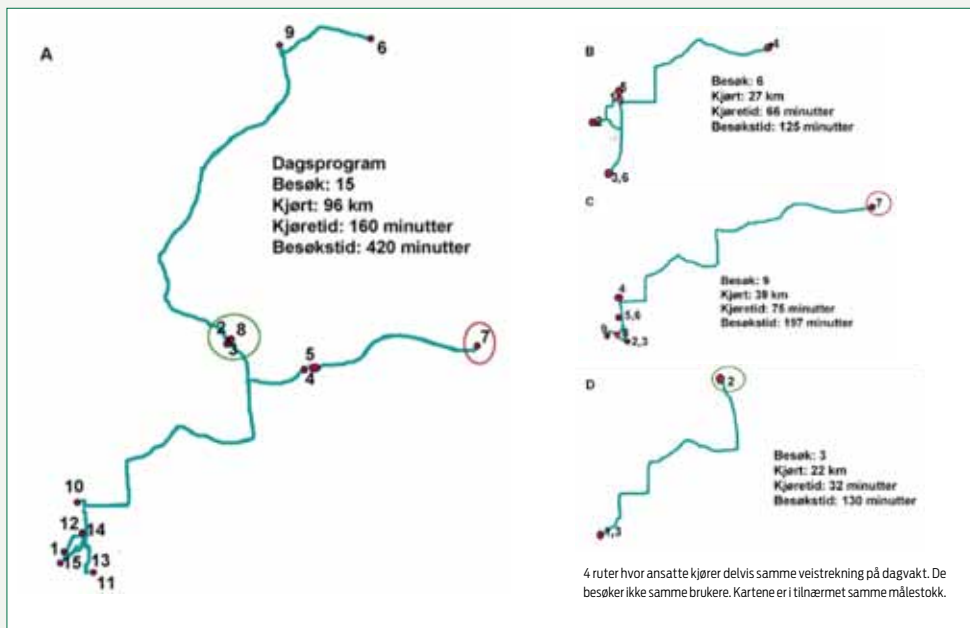 A
9
6
Dagsprogram
Besøk: 15
Kjørt: 96 km
Kjøretid: 160 minutter
Besøkstid: 420 minutter
2 8
3
5
4
7
10
12 14
1
15 13
11
B
4
Besøk: 6
Kjørt: 27 km
Kjøretid: 66 minutter
Besøkstid: 125 minutter
3,6
C
7
4
Besøk: 9
Kjørt: 39 km
Kjøretid: 75 minutter
Besøkstid: 197 minutter
5,6
2,3
D
2
Besøk: 3
Kjørt: 22 km
Kjøretid: 32 minutter
Besøkstid: 130 minutter
1,3
4 ruter hvor ansatte kjører delvis samme veistrekning på dagvakt. De
besøker ikke samme brukere. Kartene er i tilnærmet samme målestokk.